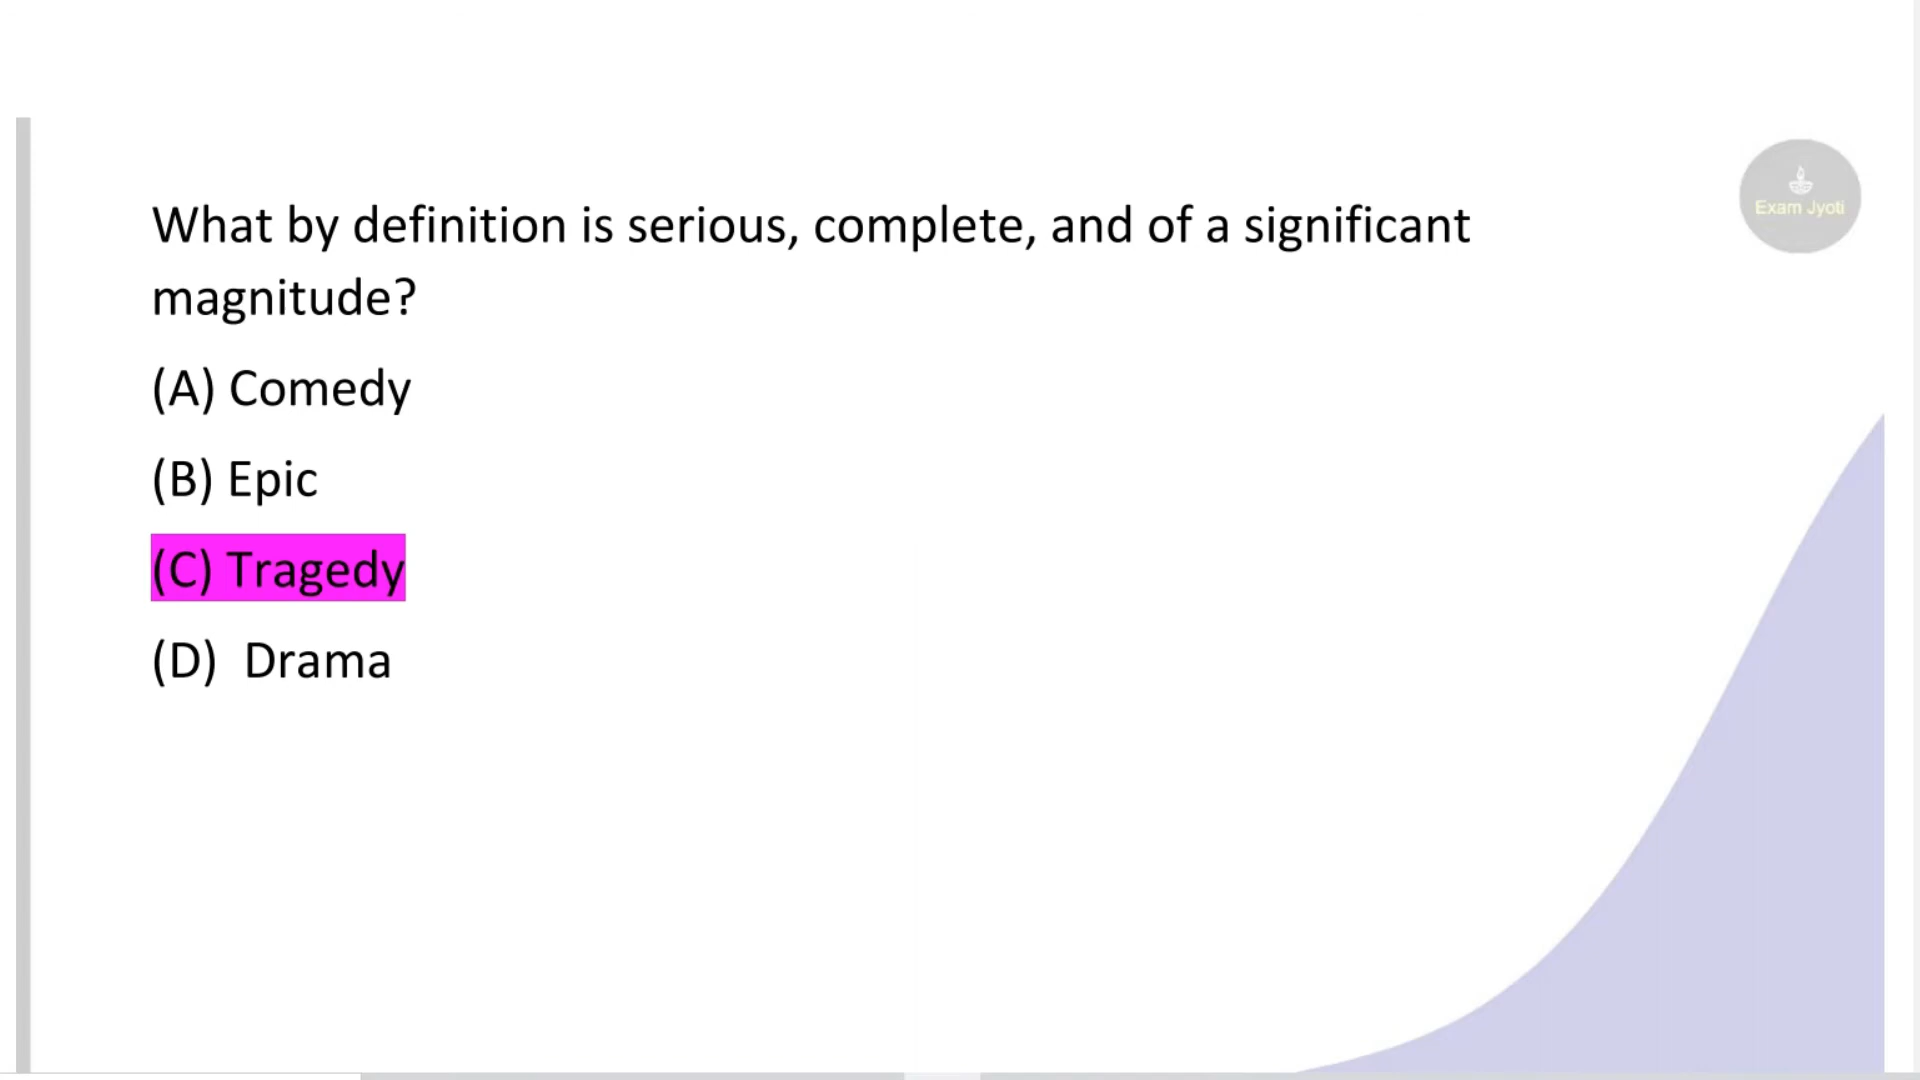 Exam Jyoti
What by definition is serious, complete, and of a significant
magnitude?
(A) Comedy
(B) Epic
(C) Tragedy
(D) Drama